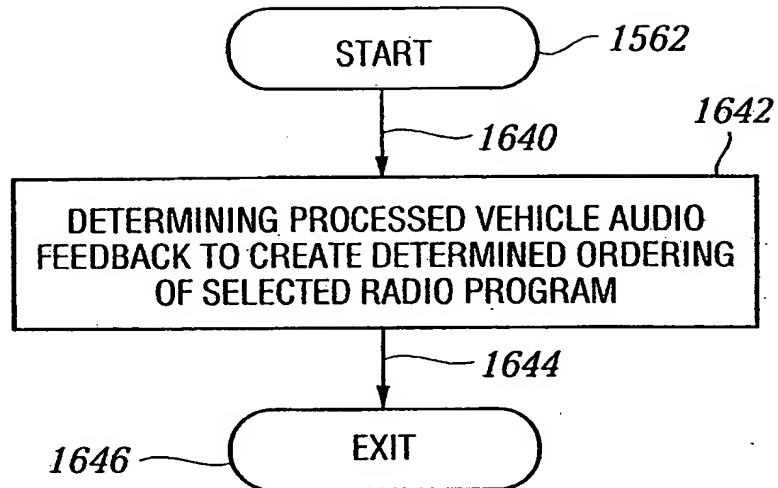 START
1562
1640
1642
DETERMINING PROCESSED VEHICLE AUDIO
FEEDBACK TO CREATE DETERMINED ORDERING
OF SELECTED RADIO PROGRAM
1644
EXIT
1646